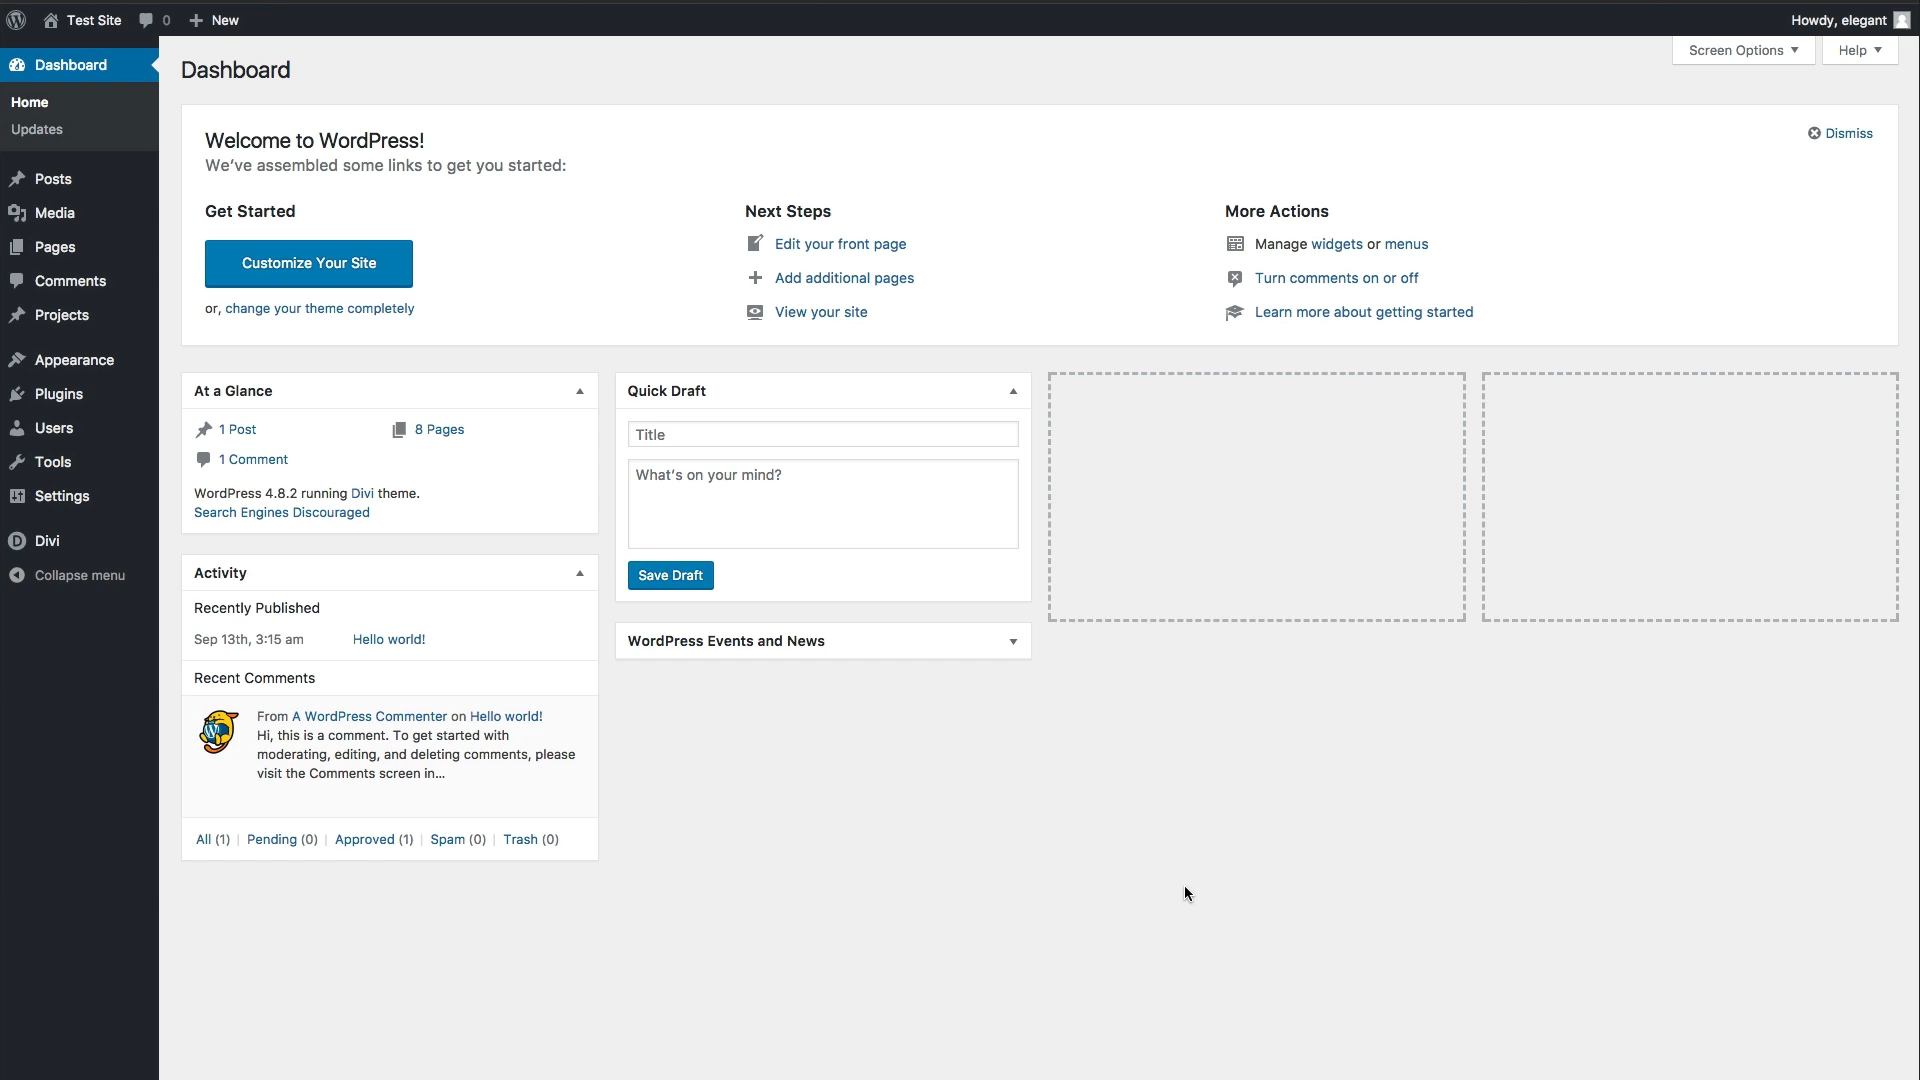 Test Site 0 New Howdy, elegant
Screen Options Help
Dashboard
Home
Updates
Posts
Media
Pages
Comments
Projects
Appearance
Plugins
Users
Tools
Settings
Divi
Collapse menu
Dashboard
Welcome to WordPress!
We've assembled some links to get you started:
Dismiss
Get Started
Customize Your Site
or, change your theme completely
Next Steps
Edit your front page
Add additional pages
View your site
More Actions
Manage widgets or menus
Turn comments on or off
Learn more about getting started
At a Glance
1 Post 8 Pages
1 Comment
WordPress 4.8.2 running Divi theme.
Search Engines Discouraged
Activity
Recently Published
Sep 13th, 3:15 am Hello world!
Recent Comments
From A WordPress Commenter on Hello world!
Hi, this is a comment. To get started with
moderating, editing, and deleting comments, please
visit the Comments screen in...
All (1) | Pending (0) | Approved (1) | Spam (0) | Trash (0)
Quick Draft
Title
What's on your mind?
Save Draft
WordPress Events and News